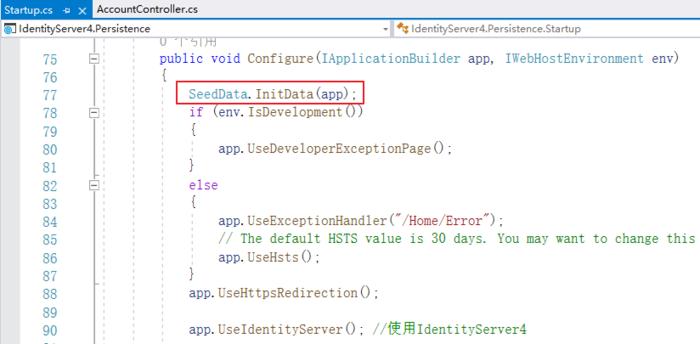 Startup.cs
AccountController.cs
IdentityServer4.Persistence
IdentityServer4.Persistence.Startup
0 个引用
75 public void Configure(IApplicationBuilder app, IWebHostEnvironment env)
76 {
77 SeedData.InitData(app);
78 if (env.IsDevelopment())
79 {
80 app.UseDeveloperExceptionPage();
81 }
82 else
83 {
84 app.UseExceptionHandler("/Home/Error");
85 // The default HSTS value is 30 days. You may want to change this
86 app.UseHsts();
87 }
88 app.UseHttpsRedirection();
89
90 app.UseIdentityServer(); //使用IdentityServer4